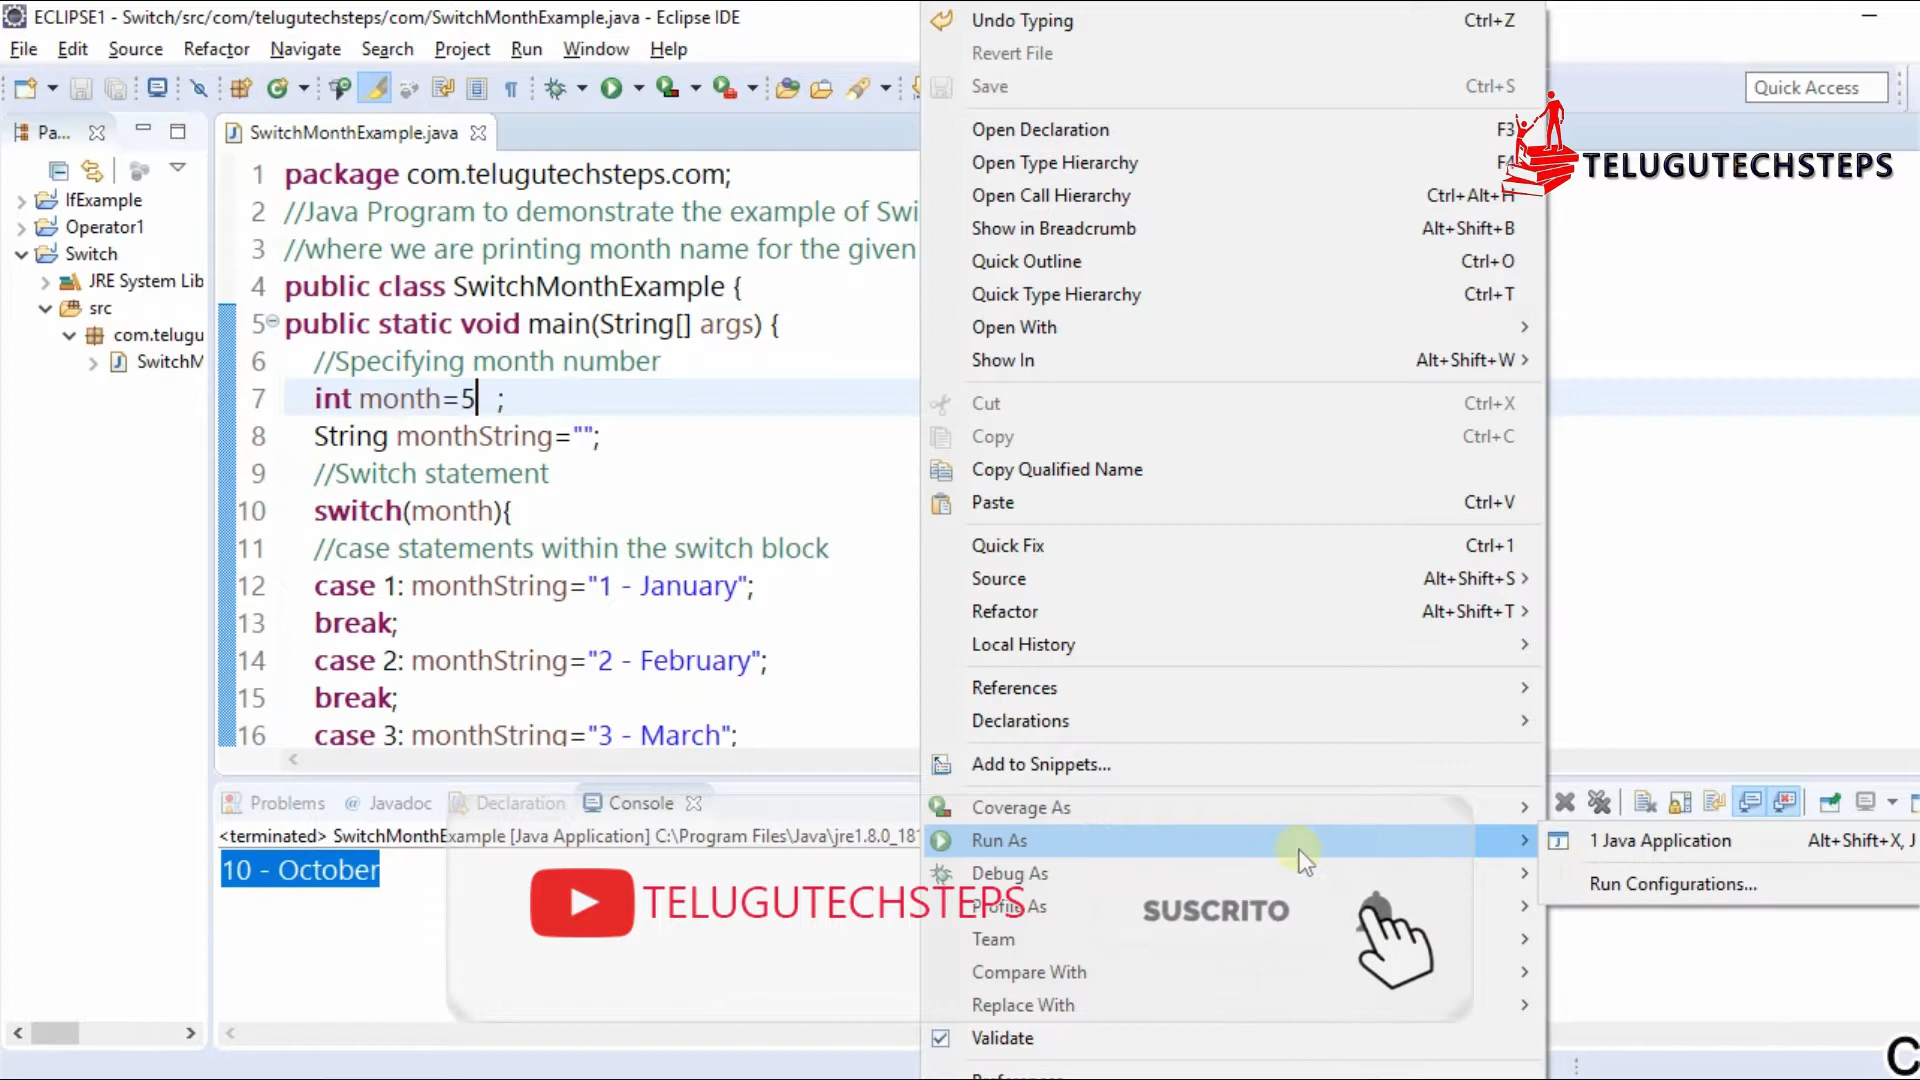 ECLIPSE1 - Switch/src/com/telugutechsteps/com/SwitchMonthExample.java - Eclipse IDE
File Edit Source Refactor Navigate Search Project Run Window Help
Quick Access
Pa...
IfExample
Operator1
Switch
JRE System Lib
src
com.telugu
SwitchM
SwitchMonthExample.java
1 package com.telugutechsteps.com;
2 //Java Program to demonstrate the example of Swi
3 //where we are printing month name for the given
4 public class SwitchMonthExample {
5 public static void main(String[] args) {
6 //Specifying month number
7 int month=5 ;
8 String monthString="";
9 //Switch statement
10 switch(month){
11 //case statements within the switch block
12 case 1: monthString="1 - January";
13 break;
14 case 2: monthString="2 - February";
15 break;
16 case 3: monthString="3 - March";
Problems @ Javadoc Declaration Console
<terminated> SwitchMonthExample [Java Application] C:\Program Files\Java\jre1.8.0_181
10 - October
Undo Typing Ctrl+Z
Revert File
Save Ctrl+S
Open Declaration F3
Open Type Hierarchy F4
Open Call Hierarchy Ctrl+Alt+H
Show in Breadcrumb Alt+Shift+B
Quick Outline Ctrl+O
Quick Type Hierarchy Ctrl+T
Open With
Show In Alt+Shift+W
Cut Ctrl+X
Copy Ctrl+C
Copy Qualified Name
Paste Ctrl+V
Quick Fix Ctrl+1
Source Alt+Shift+S
Refactor Alt+Shift+T
Local History
References
Declarations
Add to Snippets...
Coverage As
Run As
Debug As
Profile As
Team
Compare With
Replace With
Validate
1 Java Application Alt+Shift+X, J
Run Configurations...
TELUGUTECHSTEPS
TELUGUTECHSTEPS
SUSCRITO
C